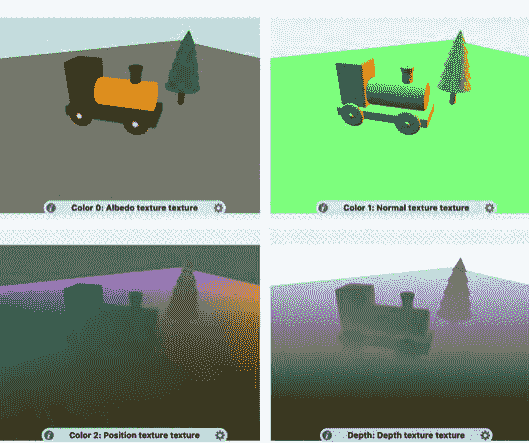 Color 0: Albedo texture texture
Color 1: Normal texture texture
Color 2: Position texture texture
Depth: Depth texture texture